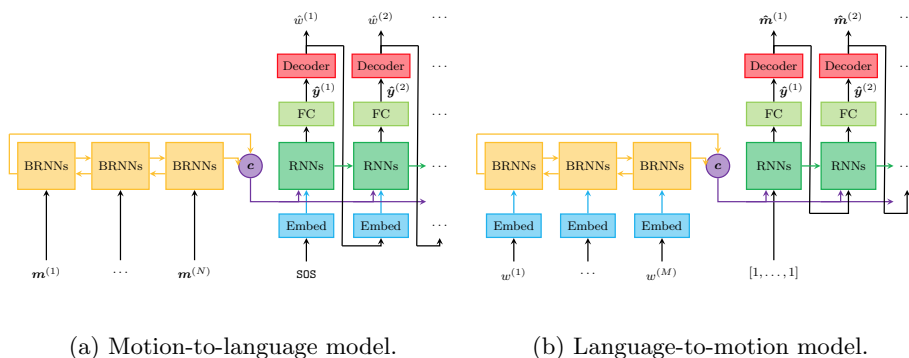 ŵ⁽¹⁾ ŵ⁽²⁾ ...
Decoder Decoder ...
ŷ⁽¹⁾ ŷ⁽²⁾
FC FC ...
BRNNs BRNNs BRNNs c RNNs RNNs ...
Embed Embed ...
m⁽¹⁾ ... m⁽ᴺ⁾ SOS
(a) Motion-to-language model.
m̂⁽¹⁾ m̂⁽²⁾ ...
Decoder Decoder ...
ŷ⁽¹⁾ ŷ⁽²⁾
FC FC ...
BRNNs BRNNs BRNNs c RNNs RNNs ...
Embed Embed Embed
w⁽¹⁾ ... w⁽ᴹ⁾ [1, . . . , 1]
(b) Language-to-motion model.